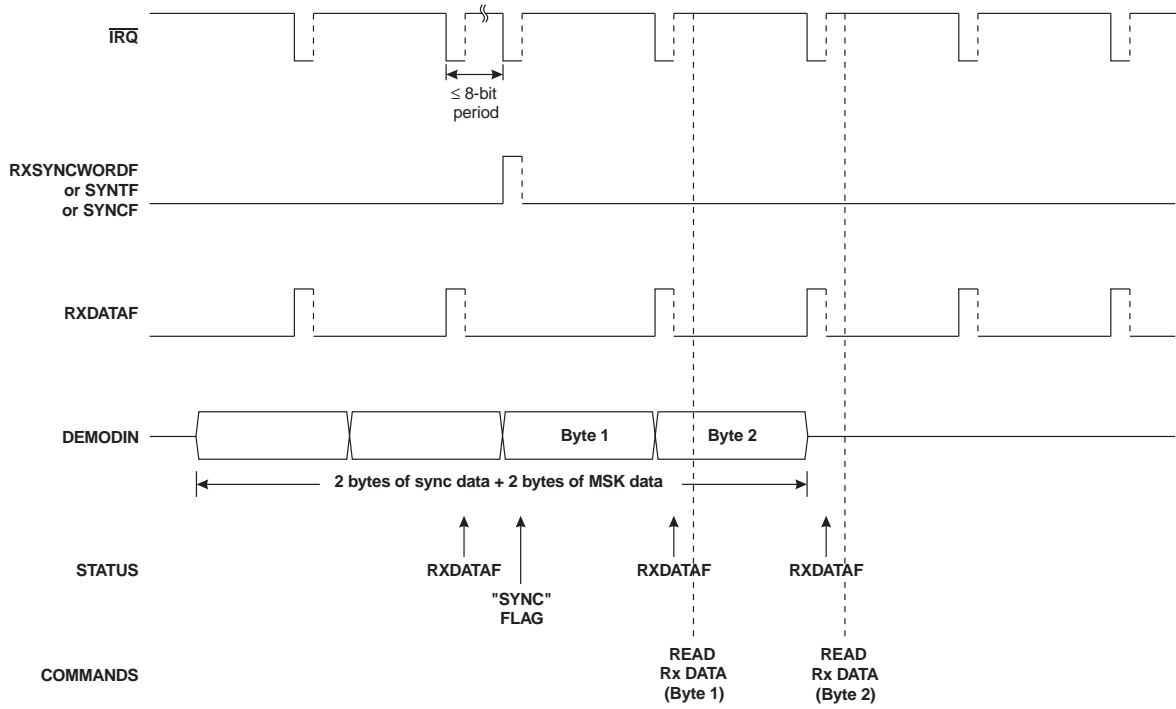 IRQ
≤ 8-bit
period
RXSYNCWORDF
or SYNTF
or SYNCF
RXDATAF
DEMODIN
Byte 1
Byte 2
2 bytes of sync data + 2 bytes of MSK data
STATUS
RXDATAF
RXDATAF
RXDATAF
"SYNC"
FLAG
COMMANDS
READ
Rx DATA
(Byte 1)
READ
Rx DATA
(Byte 2)